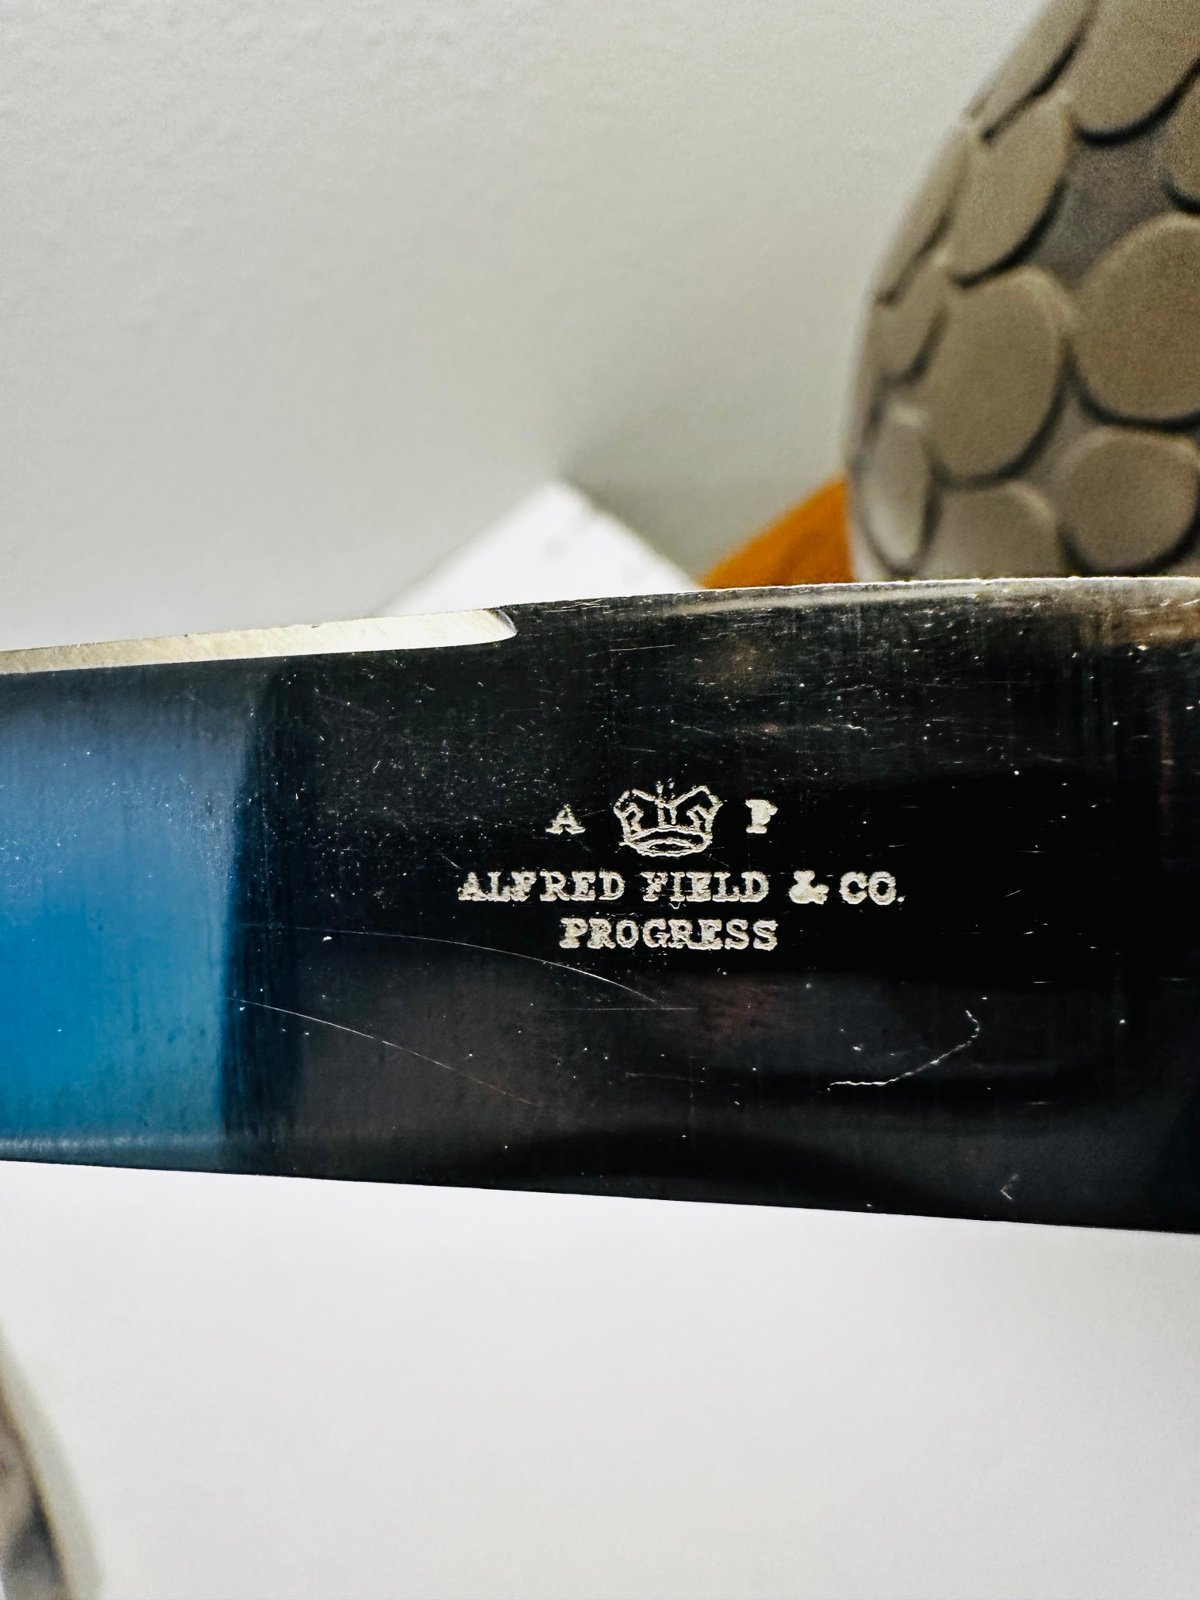 A P
ALFRED FIELD & CO.
PROGRESS